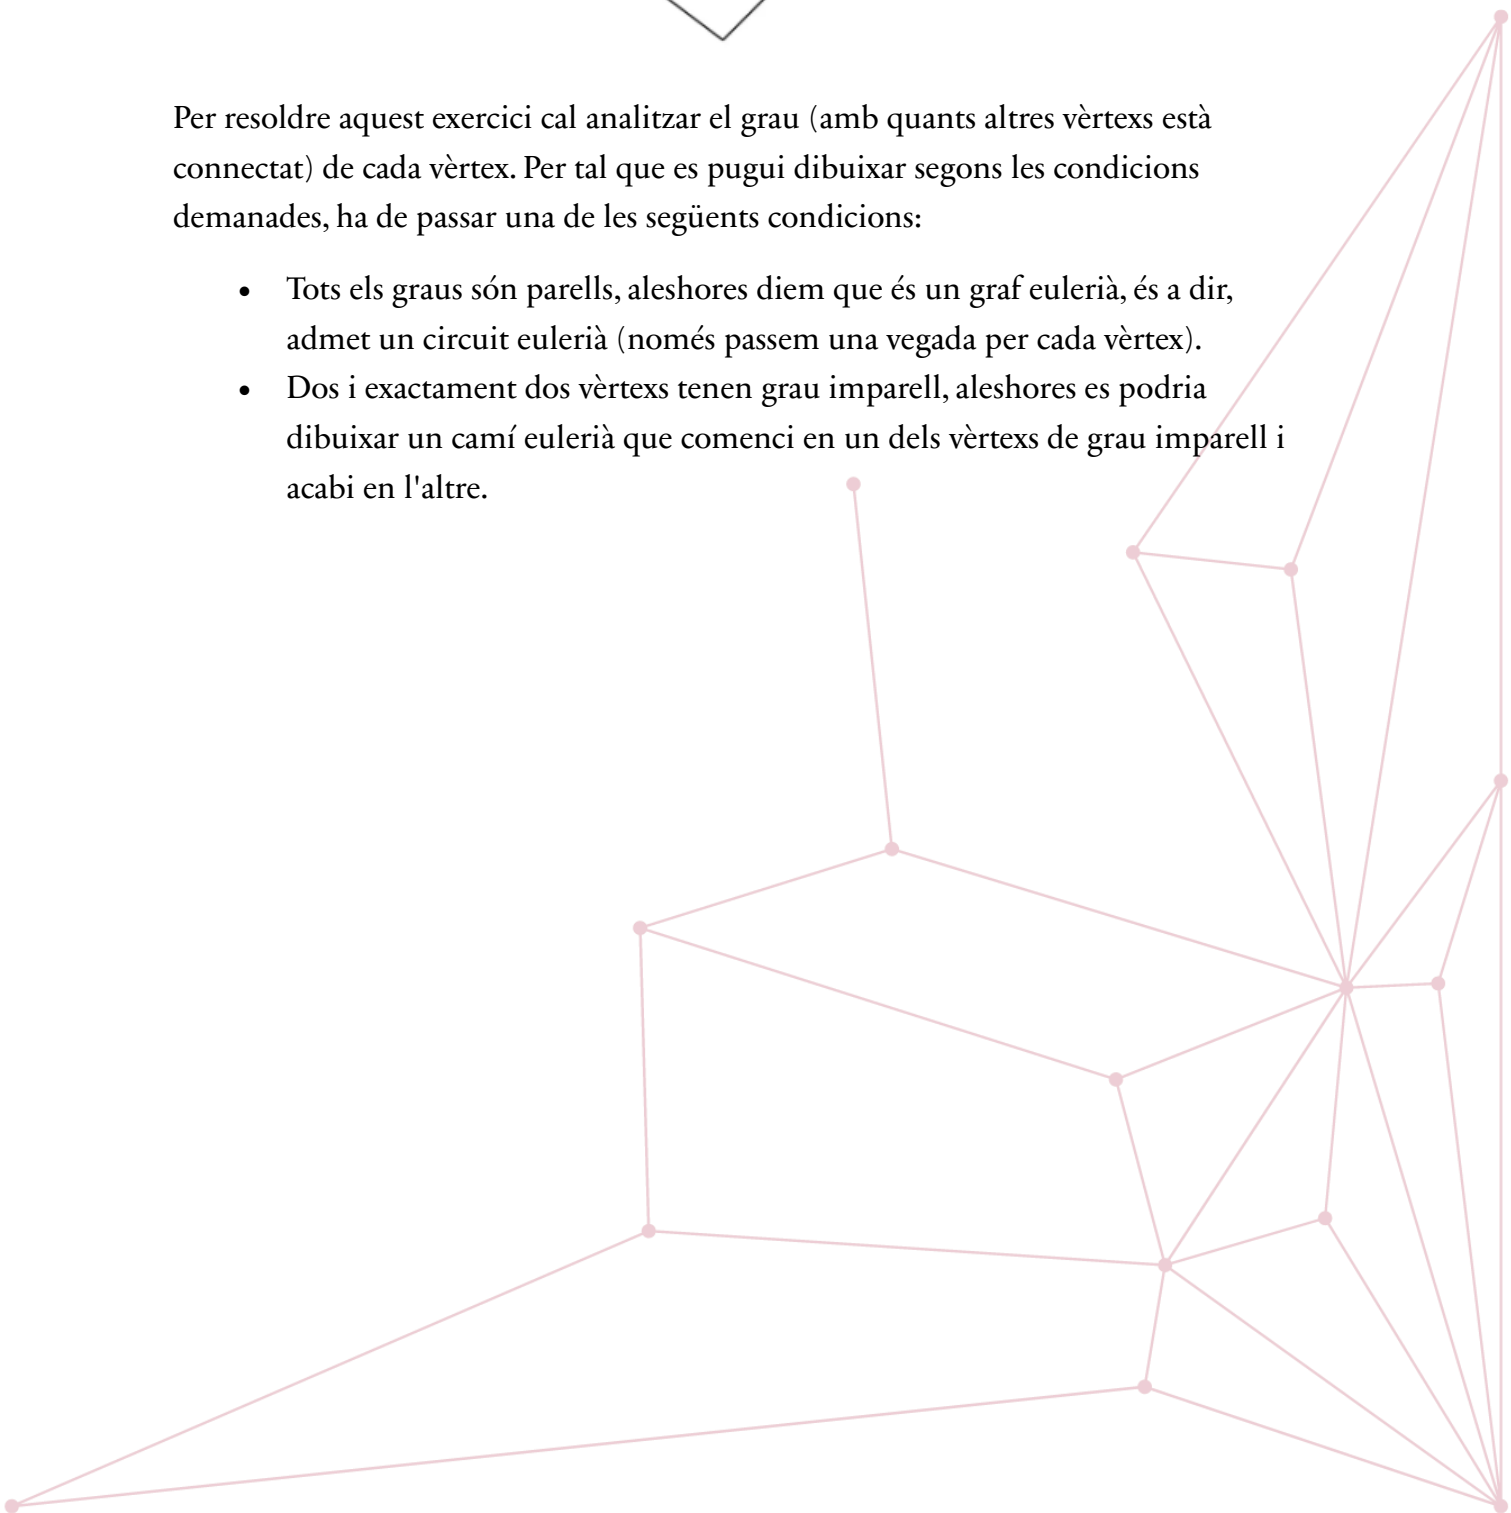 Per resoldre aquest exercici cal analitzar el grau (amb quants altres vèrtexs està
connectat) de cada vèrtex. Per tal que es pugui dibuixar segons les condicions
demanades, ha de passar una de les següents condicions:
• Tots els graus són parells, aleshores diem que és un graf eulerià, és a dir,
admet un circuit eulerià (només passem una vegada per cada vèrtex).
• Dos i exactament dos vèrtexs tenen grau imparell, aleshores es podria
dibuixar un camí eulerià que comenci en un dels vèrtexs de grau imparell i
acabi en l'altre.